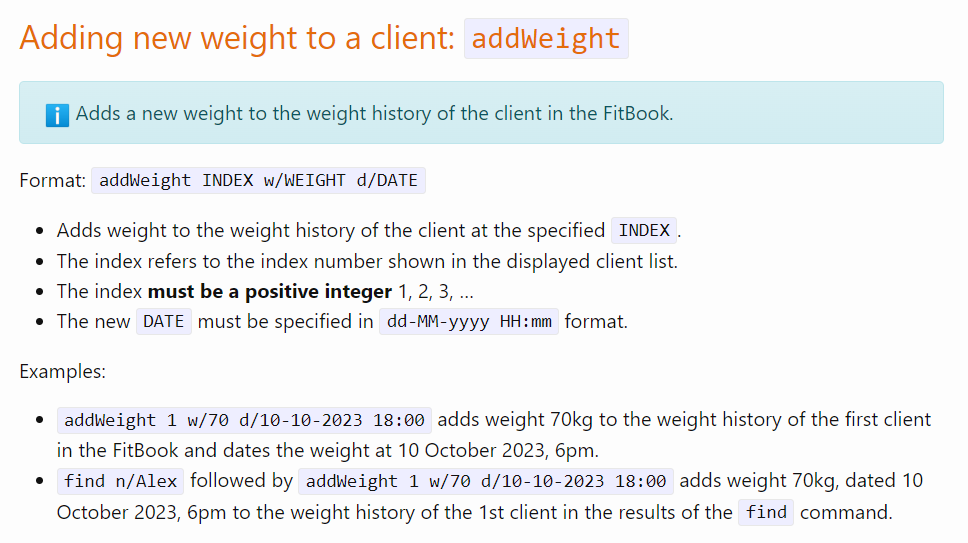 Adding new weight to a client: addWeight
Adds a new weight to the weight history of the client in the FitBook.
Format: addWeight INDEX w/WEIGHT d/DATE
Adds weight to the weight history of the client at the specified INDEX.
The index refers to the index number shown in the displayed client list.
The index must be a positive integer 1, 2, 3, …
The new DATE must be specified in dd-MM-yyyy HH:mm format.
Examples:
addWeight 1 w/70 d/10-10-2023 18:00 adds weight 70kg to the weight history of the first client
in the FitBook and dates the weight at 10 October 2023, 6pm.
find n/Alex followed by addWeight 1 w/70 d/10-10-2023 18:00 adds weight 70kg, dated 10
October 2023, 6pm to the weight history of the 1st client in the results of the find command.